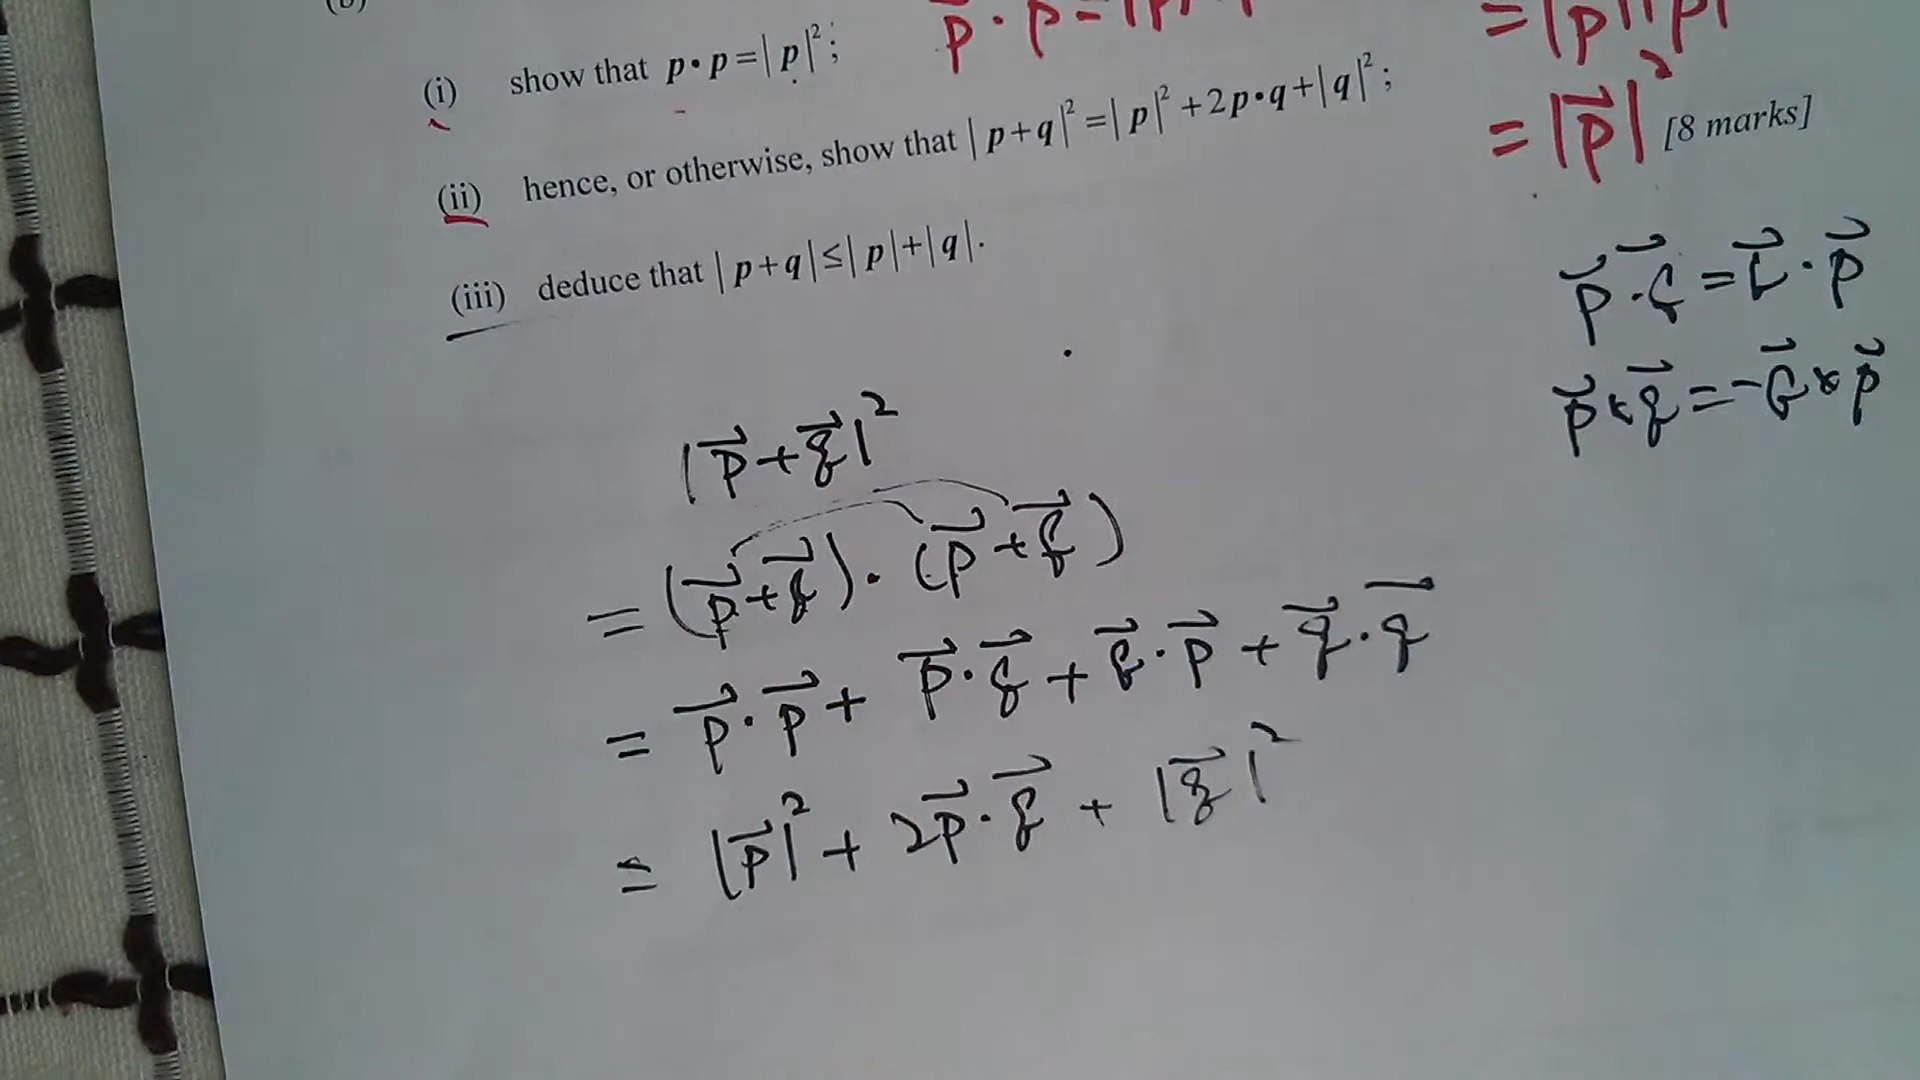 (b)
(i) show that p•p=|p|²;
p⃗ · p⃗ = |p|
= |p||p|
(ii) hence, or otherwise, show that |p+q|²=|p|²+2p•q+|q|²;
= |p⃗|²
[8 marks]
(iii) deduce that |p+q|≤|p|+|q|.
p⃗ · q⃗ = q⃗ · p⃗
p⃗ × q⃗ = -q⃗ × p⃗
|p⃗+q⃗|²
= (p⃗+q⃗) · (p⃗+q⃗)
= p⃗·p⃗ + p⃗·q⃗ + q⃗·p⃗ + q⃗·q⃗
= |p⃗|² + 2p⃗·q⃗ + |q⃗|²